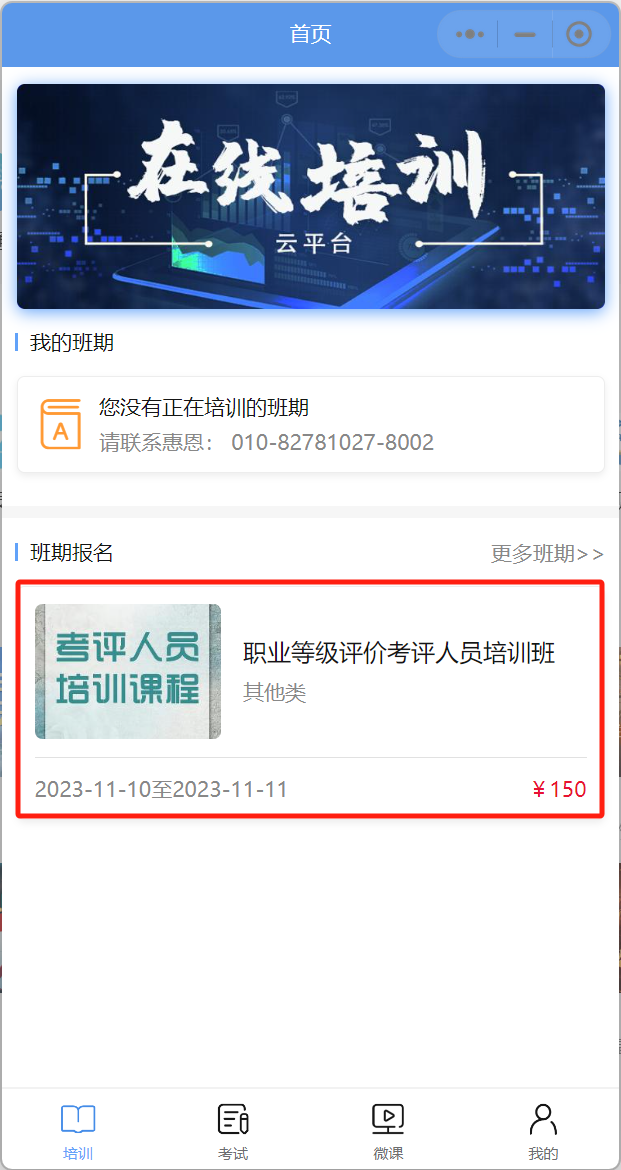 首页
在线培训
云平台
我的班期
您没有正在培训的班期
A
请联系惠恩： 010-82781027-8002
班期报名
更多班期>>
考评人员
培训课程
职业等级评价考评人员培训班
其他类
2023-11-10至2023-11-11
￥150
培训
考试
微课
我的